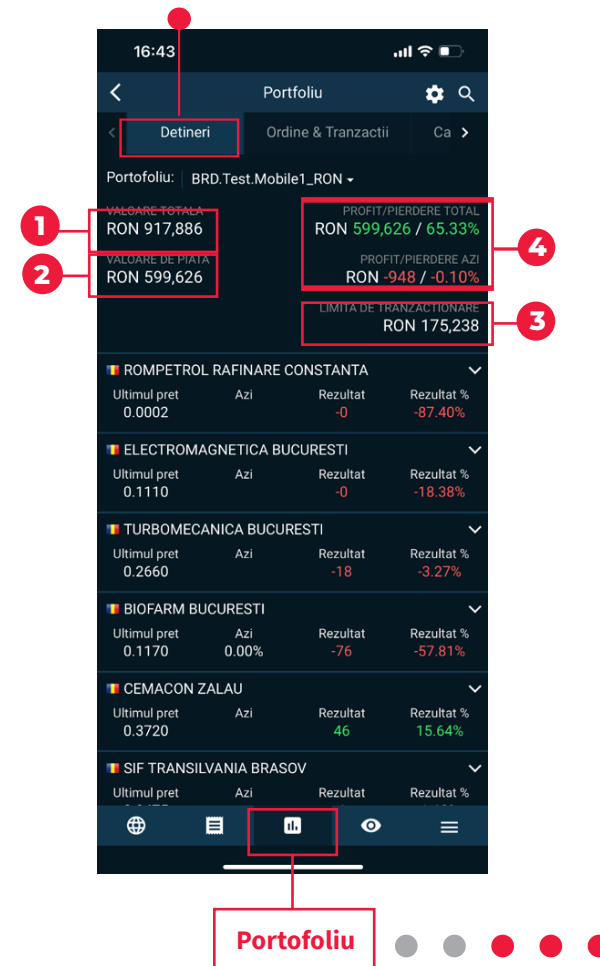 16:43
Portfoliu
Detineri Ordine & Tranzactii Ca
Portofoliu: BRD.Test.Mobile1_RON
VALOARE TOTALA PROFIT/PIERDERE TOTAL
1 RON 917,886 RON 599,626 / 65.33%
4
VALOARE DE PIATA PROFIT/PIERDERE AZI
2 RON 599,626 RON -948 / -0.10%
LIMITA DE TRANZACTIONARE
RON 175,238 3
ROMPETROL RAFINARE CONSTANTA
Ultimul pret Azi Rezultat Rezultat %
0.0002 -0 -87.40%
ELECTROMAGNETICA BUCURESTI
Ultimul pret Azi Rezultat Rezultat %
0.1110 -0 -18.38%
TURBOMECANICA BUCURESTI
Ultimul pret Azi Rezultat Rezultat %
0.2660 -18 -3.27%
BIOFARM BUCURESTI
Ultimul pret Azi Rezultat Rezultat %
0.1170 0.00% -76 -57.81%
CEMACON ZALAU
Ultimul pret Azi Rezultat Rezultat %
0.3720 46 15.64%
SIF TRANSILVANIA BRASOV
Ultimul pret Azi Rezultat Rezultat %
Portofoliu